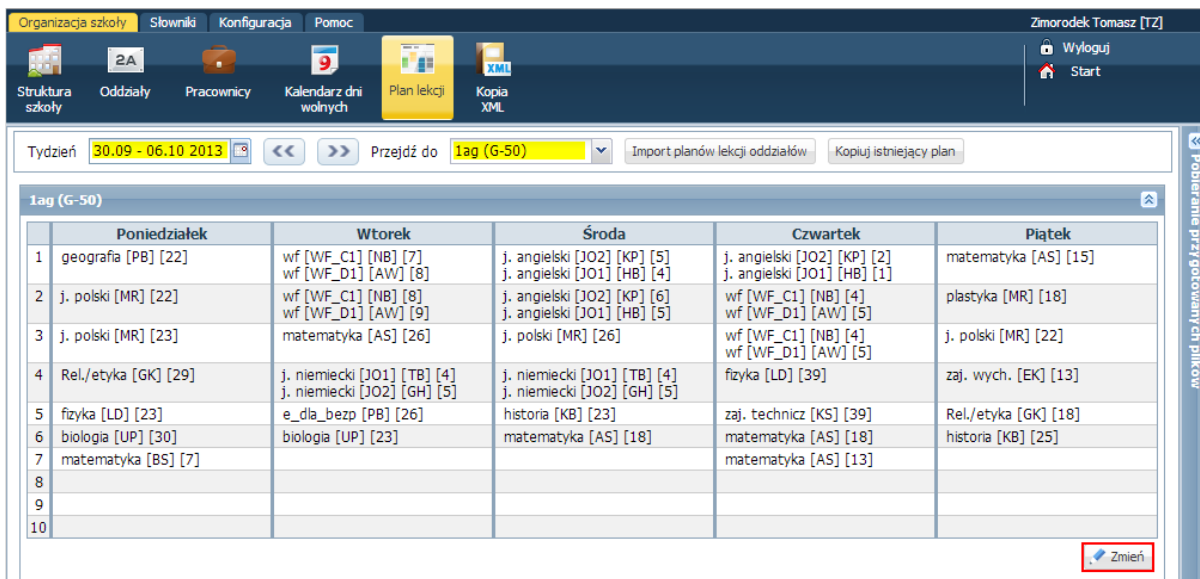 Organizacja szkoły Słowniki Konfiguracja Pomoc Zimorodek Tomasz [TZ]
2A 9 XML
Struktura szkoły Oddziały Pracownicy Kalendarz dni wolnych Plan lekcji Kopia XML
Wyloguj
Start
Tydzień 30.09 - 06.10 2013 << >> Przejdź do 1ag (G-50) Import planów lekcji oddziałów Kopiuj istniejący plan
Pobieranie przygotowanych plików
1ag (G-50)
Poniedziałek Wtorek Środa Czwartek Piątek
1 geografia [PB] [22] wf [WF_C1] [NB] [7] j. angielski [JO2] [KP] [5] j. angielski [JO2] [KP] [2] matematyka [AS] [15]
wf [WF_D1] [AW] [8] j. angielski [JO1] [HB] [4] j. angielski [JO1] [HB] [1]
2 j. polski [MR] [22] wf [WF_C1] [NB] [8] j. angielski [JO2] [KP] [6] wf [WF_C1] [NB] [4] plastyka [MR] [18]
wf [WF_D1] [AW] [9] j. angielski [JO1] [HB] [5] wf [WF_D1] [AW] [5]
3 j. polski [MR] [23] matematyka [AS] [26] j. polski [MR] [26] wf [WF_C1] [NB] [4] j. polski [MR] [22]
wf [WF_D1] [AW] [5]
4 Rel./etyka [GK] [29] j. niemiecki [JO1] [TB] [4] j. niemiecki [JO1] [TB] [4] fizyka [LD] [39] zaj. wych. [EK] [13]
j. niemiecki [JO2] [GH] [5] j. niemiecki [JO2] [GH] [5]
5 fizyka [LD] [23] e_dla_bezp [PB] [26] historia [KB] [23] zaj. technicz [KS] [39] Rel./etyka [GK] [18]
6 biologia [UP] [30] biologia [UP] [23] matematyka [AS] [18] matematyka [AS] [18] historia [KB] [25]
7 matematyka [BS] [7] matematyka [AS] [13]
8
9
10
Zmień